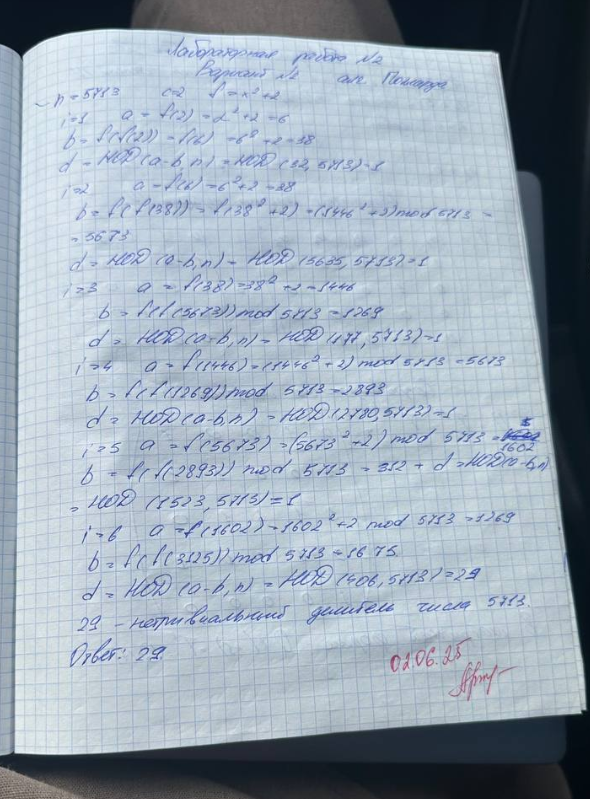 Лабораторная работа №2
Вариант №2 алг. Полларда
n = 5713 c=2 f = x²+2
i=1 a = f(2) = 2²+2 = 6
b = f(f(2)) = f(6) = 6²+2 = 38
d = НОД(a-b, n) = НОД(32, 5713) = 1
i=2 a = f(6) = 6²+2 = 38
b = f(f(38)) = f(38²+2) = (1446²+2) mod 5713 =
= 5673
d = НОД(a-b, n) = НОД(5635, 5713) = 1
i=3 a = f(38) = 38²+2 = 1446
b = f(f(5673)) mod 5713 = 1269
d = НОД(a-b, n) = НОД(177, 5713) = 1
i=4 a = f(1446) = (1446²+2) mod 5713 = 5673
b = f(f(1269)) mod 5713 = 2893
d = НОД(a-b, n) = НОД(2780, 5713) = 1
i=5 a = f(5673) = (5673²+2) mod 5713 = 1602
b = f(f(2893)) mod 5713 = d = НОД(a-b, n)
= НОД (1523, 5713) = 1
i=6 a = f(1602) = 1602²+2 mod 5713 = 1269
b = f(f(3125)) mod 5713 = 1675
d = НОД(a-b, n) = НОД(406, 5713) = 29
29 - нетривиальный делитель числа 5713.
Ответ: 29.
02.06.25